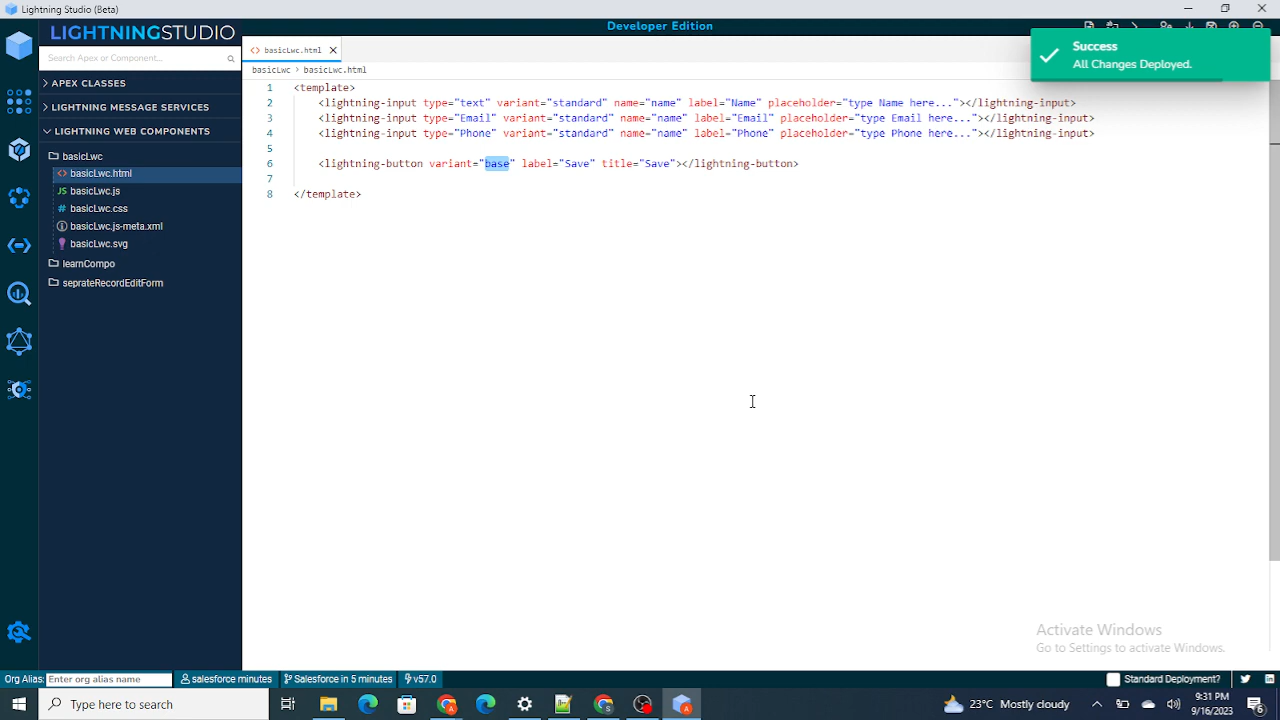 Lightning Studio (Beta)
LIGHTNINGSTUDIO
Developer Edition
Search Apex or Component...
APEX CLASSES
LIGHTNING MESSAGE SERVICES
LIGHTNING WEB COMPONENTS
basicLwc
basicLwc.html
basicLwc.js
basicLwc.css
basicLwc.js-meta.xml
basicLwc.svg
learnCompo
seprateRecordEditForm
basicLwc.html
basicLwc > basicLwc.html
1 <template>
2 <lightning-input type="text" variant="standard" name="name" label="Name" placeholder="type Name here..."></lightning-input>
3 <lightning-input type="Email" variant="standard" name="name" label="Email" placeholder="type Email here..."></lightning-input>
4 <lightning-input type="Phone" variant="standard" name="name" label="Phone" placeholder="type Phone here..."></lightning-input>
5
6 <lightning-button variant="base" label="Save" title="Save"></lightning-button>
7
8 </template>
Success
All Changes Deployed.
Activate Windows
Go to Settings to activate Windows.
Org Alias: Enter org alias name salesforce minutes Salesforce in 5 minutes v57.0 Standard Deployment?
Type here to search
23°C Mostly cloudy
9:31 PM
9/16/2023
6